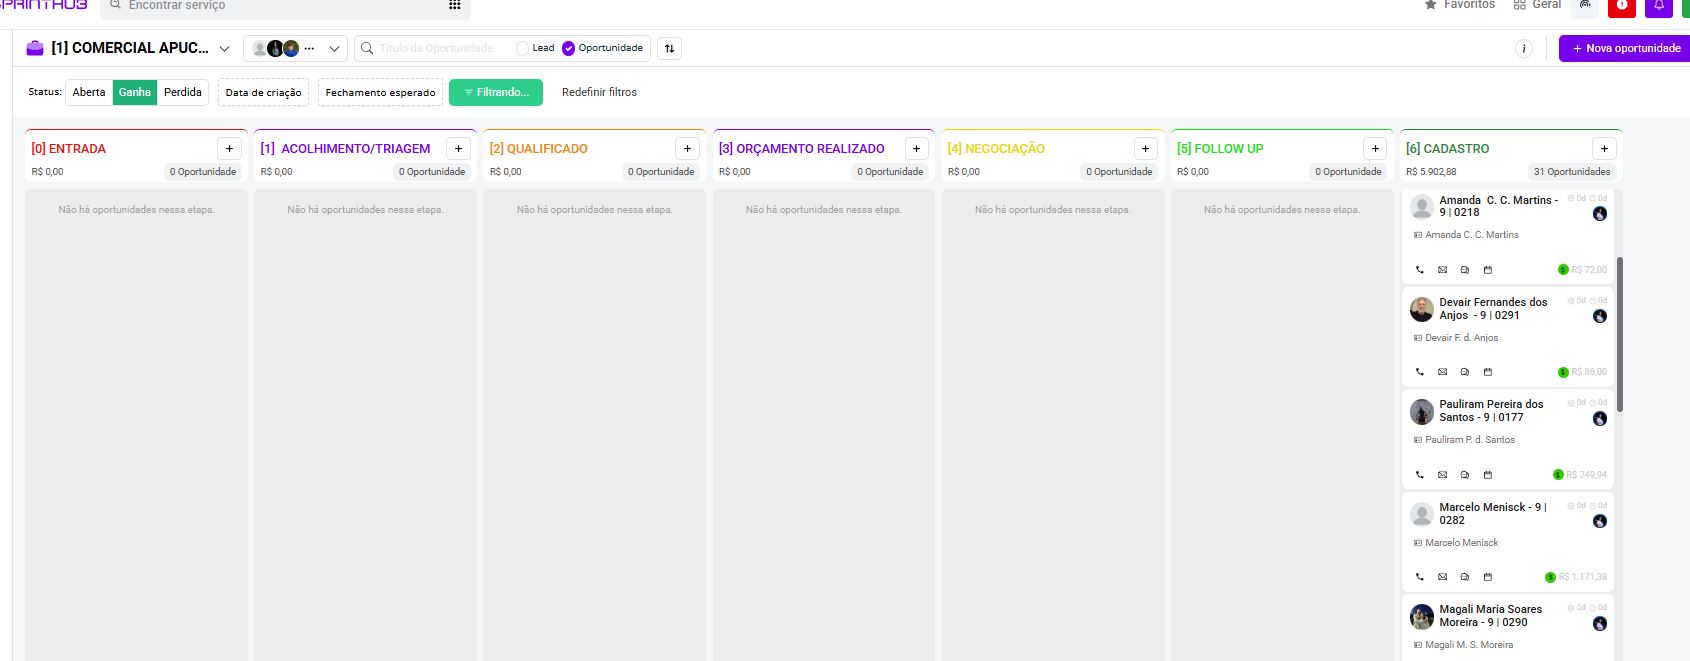 SPRINTHUB
Encontrar serviço
Favoritos
Geral
[1] COMERCIAL APUC...
Título da Oportunidade
Lead
Oportunidade
i
+ Nova oportunidade
Status:
Aberta
Ganha
Perdida
Data de criação
Fechamento esperado
Filtrando...
Redefinir filtros
[0] ENTRADA
+
R$ 0,00
0 Oportunidade
Não há oportunidades nessa etapa.
[1] ACOLHIMENTO/TRIAGEM
+
R$ 0,00
0 Oportunidade
Não há oportunidades nessa etapa.
[2] QUALIFICADO
+
R$ 0,00
0 Oportunidade
Não há oportunidades nessa etapa.
[3] ORÇAMENTO REALIZADO
+
R$ 0,00
0 Oportunidade
Não há oportunidades nessa etapa.
[4] NEGOCIAÇÃO
+
R$ 0,00
0 Oportunidade
Não há oportunidades nessa etapa.
[5] FOLLOW UP
+
R$ 0,00
0 Oportunidade
Não há oportunidades nessa etapa.
[6] CADASTRO
+
R$ 5.902,88
31 Oportunidades
Amanda C. C. Martins -
9 | 0218
0d 0d
Amanda C. C. Martins
R$ 72,00
Devair Fernandes dos
Anjos - 9 | 0291
0d 0d
Devair F. d. Anjos
R$ 86,00
Pauliram Pereira dos
Santos - 9 | 0177
0d 0d
Pauliram P. d. Santos
R$ 249,94
Marcelo Menisck - 9 |
0282
0d 0d
Marcelo Menisck
R$ 1.171,38
Magali Maria Soares
Moreira - 9 | 0290
0d 0d
Magali M. S. Moreira